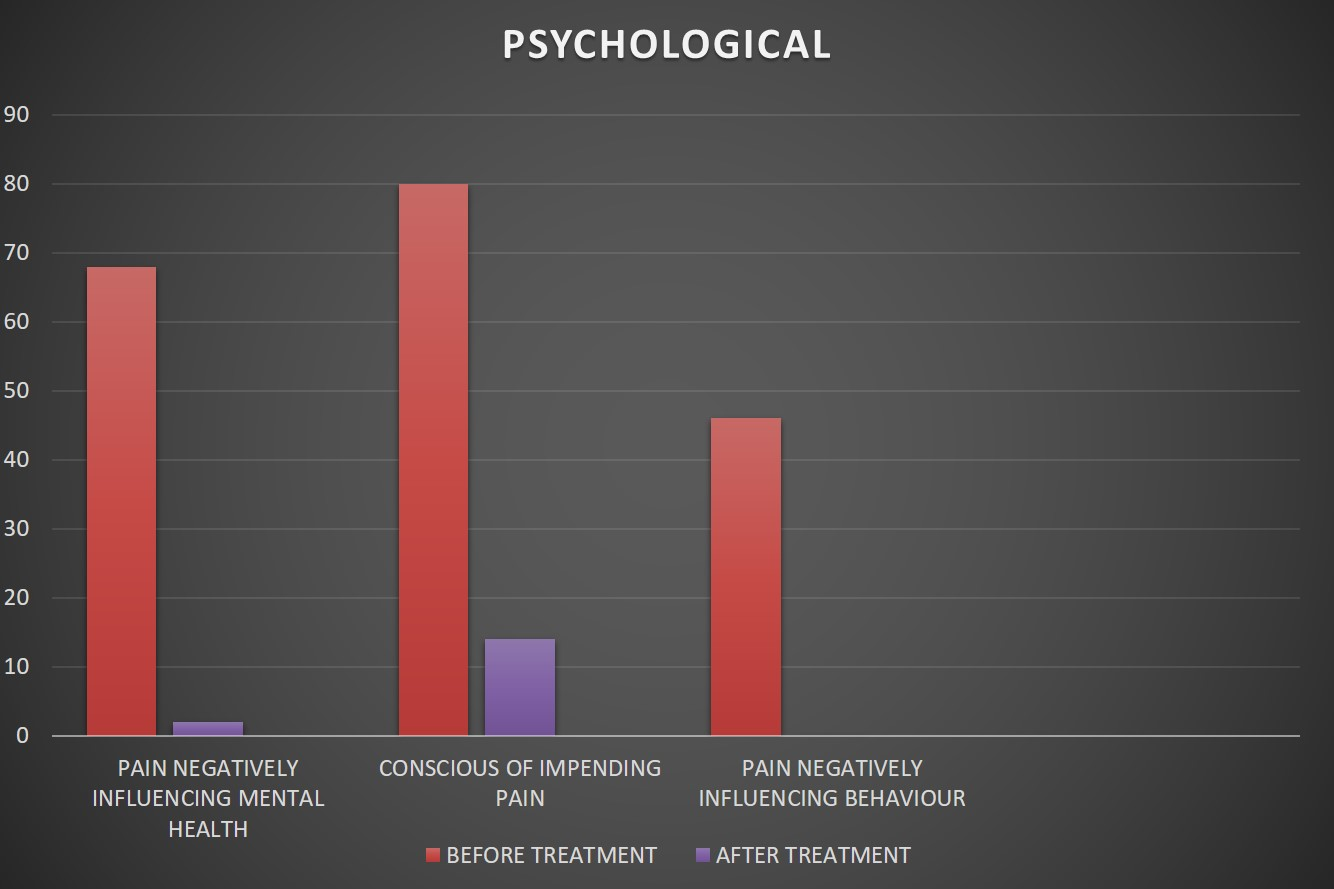 PSYCHOLOGICAL
90
80
70
60
50
40
30
20
10
0
PAIN NEGATIVELY
INFLUENCING MENTAL
HEALTH
CONSCIOUS OF IMPENDING
PAIN
PAIN NEGATIVELY
INFLUENCING BEHAVIOUR
BEFORE TREATMENT
AFTER TREATMENT